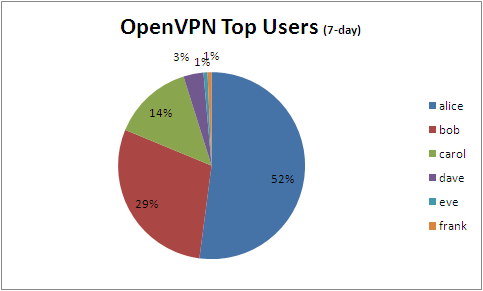 OpenVPN Top Users (7-day)
3%
1%
1%
14%
52%
29%
alice
bob
carol
dave
eve
frank